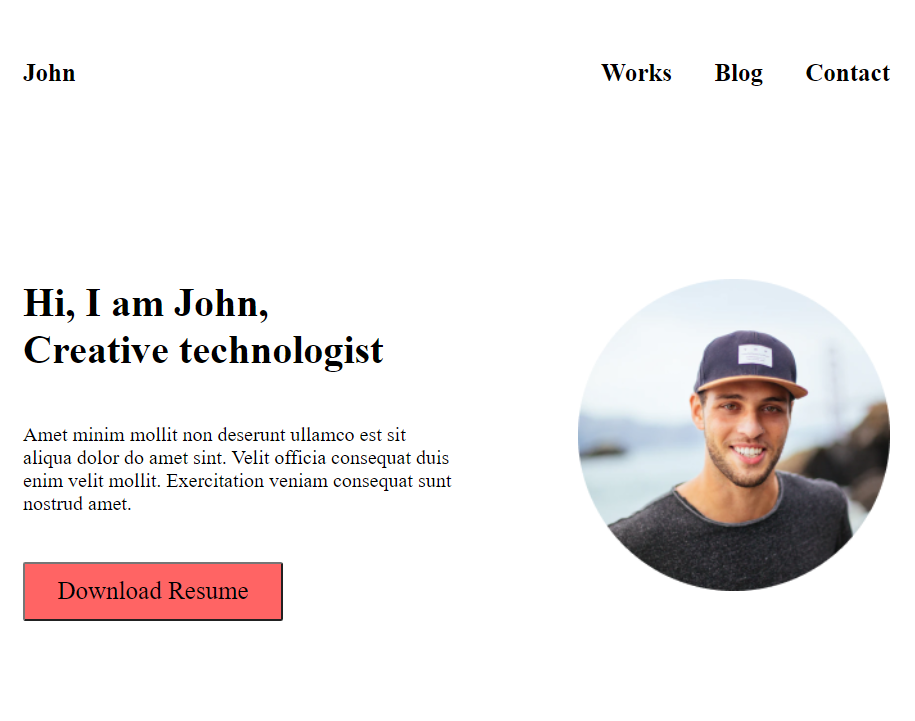 John
Works Blog Contact
Hi, I am John,
Creative technologist
Amet minim mollit non deserunt ullamco est sit
aliqua dolor do amet sint. Velit officia consequat duis
enim velit mollit. Exercitation veniam consequat sunt
nostrud amet.
Download Resume